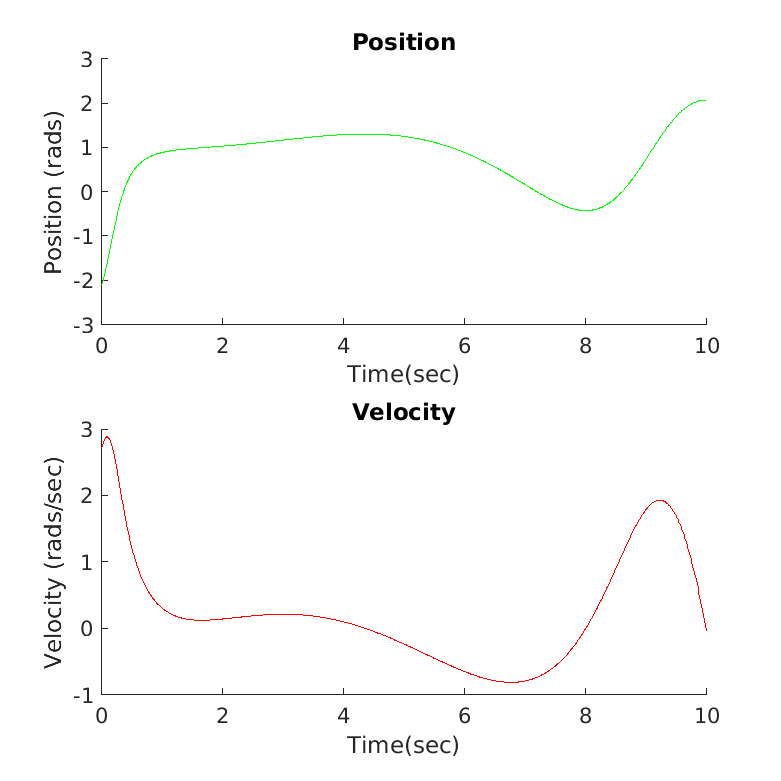 Position
Position (rads)
3
2
1
0
-1
-2
-3
0 2 4 6 8 10
Time(sec)
Velocity
Velocity (rads/sec)
3
2
1
0
-1
0 2 4 6 8 10
Time(sec)